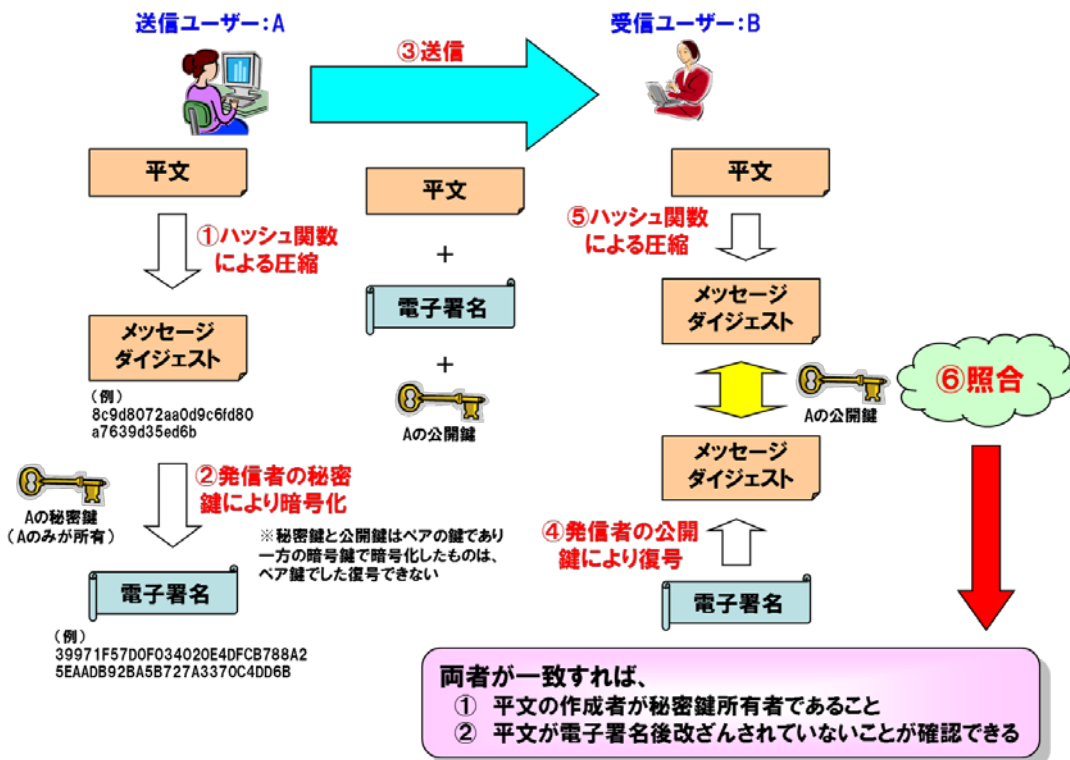 送信ユーザー:A
受信ユーザー:B
③送信
平文
①ハッシュ関数
による圧縮
メッセージ
ダイジェスト
(例)
8c9d8072aa0d9c6fd80
a7639d35ed6b
Aの秘密鍵
(Aのみが所有)
②発信者の秘密
鍵により暗号化
※秘密鍵と公開鍵はペアの鍵であり
一方の暗号鍵で暗号化したものは、
ペア鍵でした復号できない
電子署名
(例)
39971F57D0F034020E4DFCB788A2
5EAADB92BA5B727A3370C4DD6B
平文
+
電子署名
+
Aの公開鍵
平文
⑤ハッシュ関数
による圧縮
メッセージ
ダイジェスト
Aの公開鍵
⑥照合
メッセージ
ダイジェスト
④発信者の公開
鍵により復号
電子署名
両者が一致すれば、
① 平文の作成者が秘密鍵所有者であること
② 平文が電子署名後改ざんされていないことが確認できる